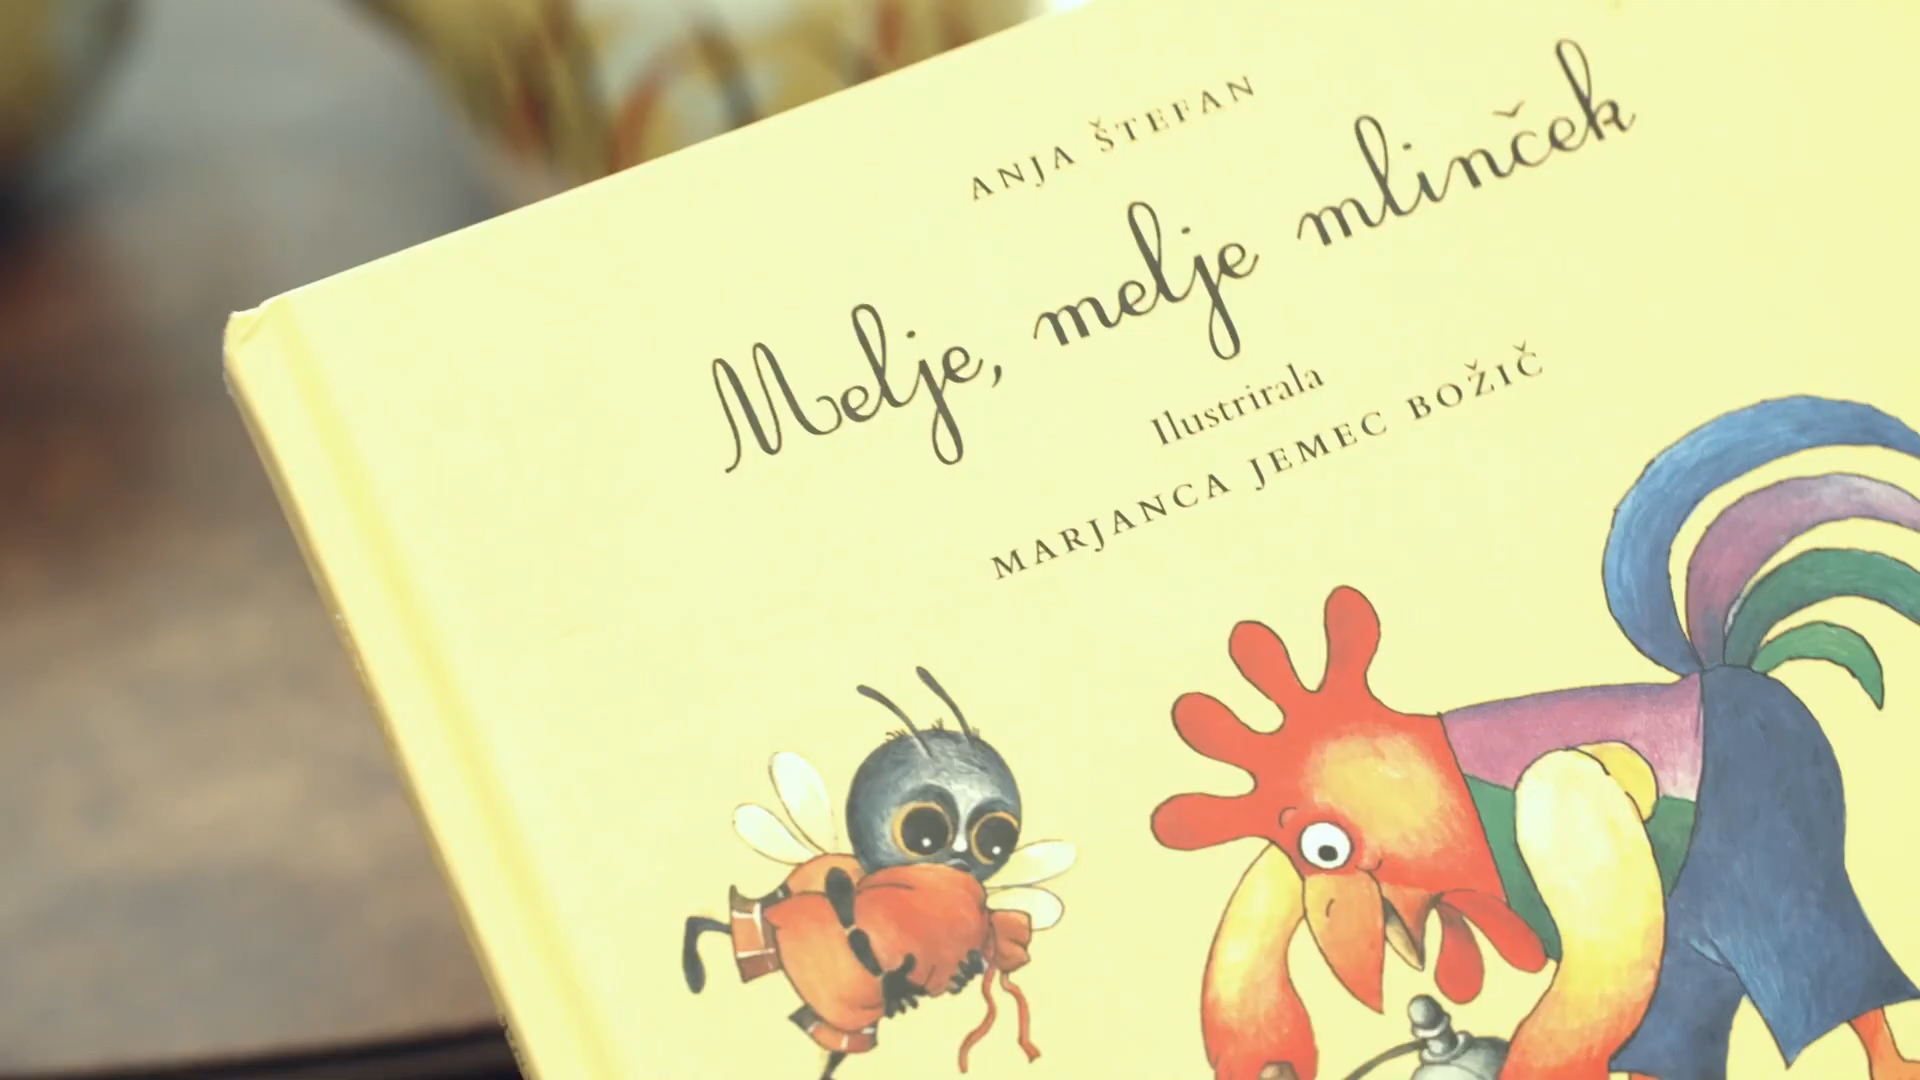 ANJA ŠTEFAN
Melje, melje mlinček
Ilustrirala
MARJANCA JEMEC BOŽIČ